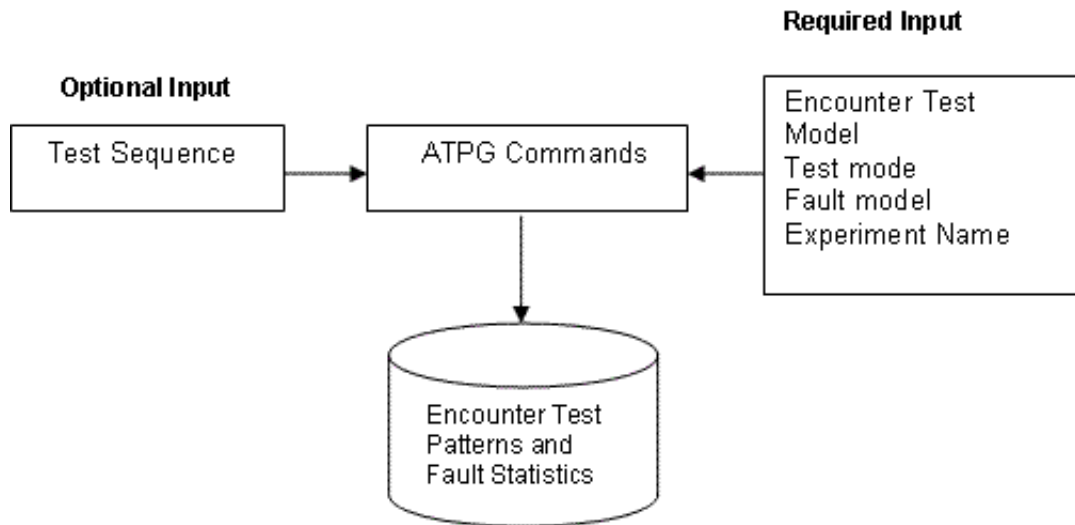 Required Input
Optional Input
Encounter Test
Model
Test mode
Fault model
Experiment Name
Test Sequence
ATPG Commands
Encounter Test
Patterns and
Fault Statistics